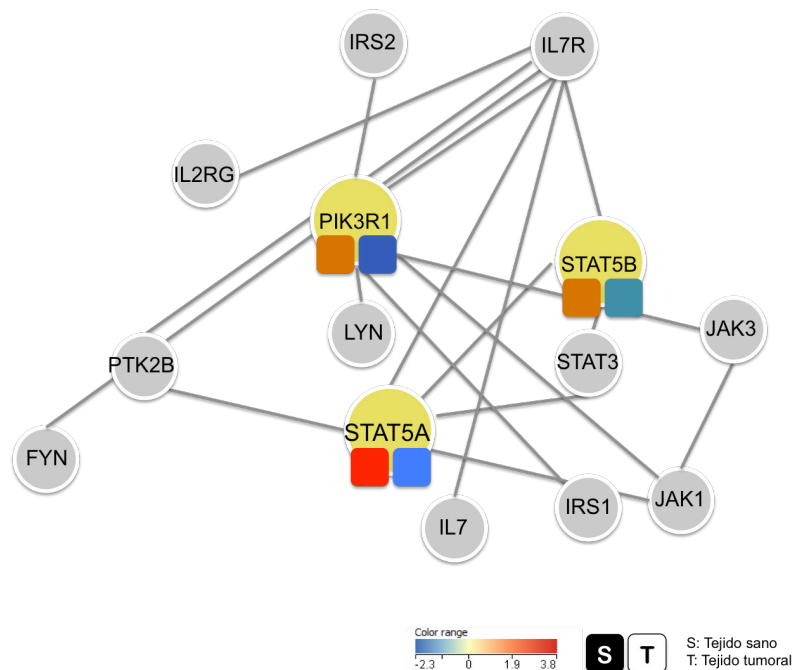 IRS2
IL7R
IL2RG
PIK3R1
STAT5B
LYN
JAK3
STAT3
PTK2B
STAT5A
FYN
IRS1
JAK1
IL7
Color range
-2.3 0 1.9 3.8
S T
S: Tejido sano
T: Tejido tumoral